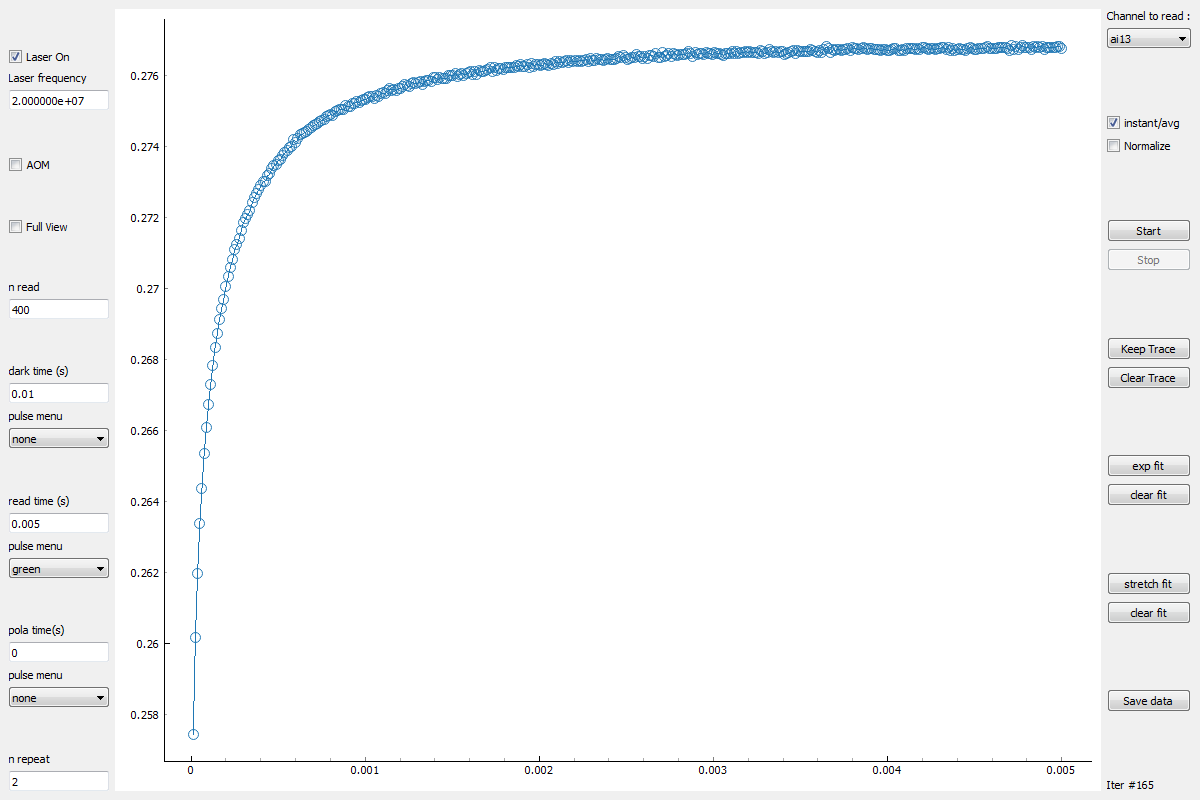 Laser On
Laser frequency
2.000000e+07
AOM
Full View
n read
400
dark time (s)
0.01
pulse menu
none
read time (s)
0.005
pulse menu
green
pola time(s)
0
pulse menu
none
n repeat
2
0.276
0.274
0.272
0.27
0.268
0.266
0.264
0.262
0.26
0.258
0 0.001 0.002 0.003 0.004 0.005
Channel to read :
ai13
instant/avg
Normalize
Start
Stop
Keep Trace
Clear Trace
exp fit
clear fit
stretch fit
clear fit
Save data
Iter #165